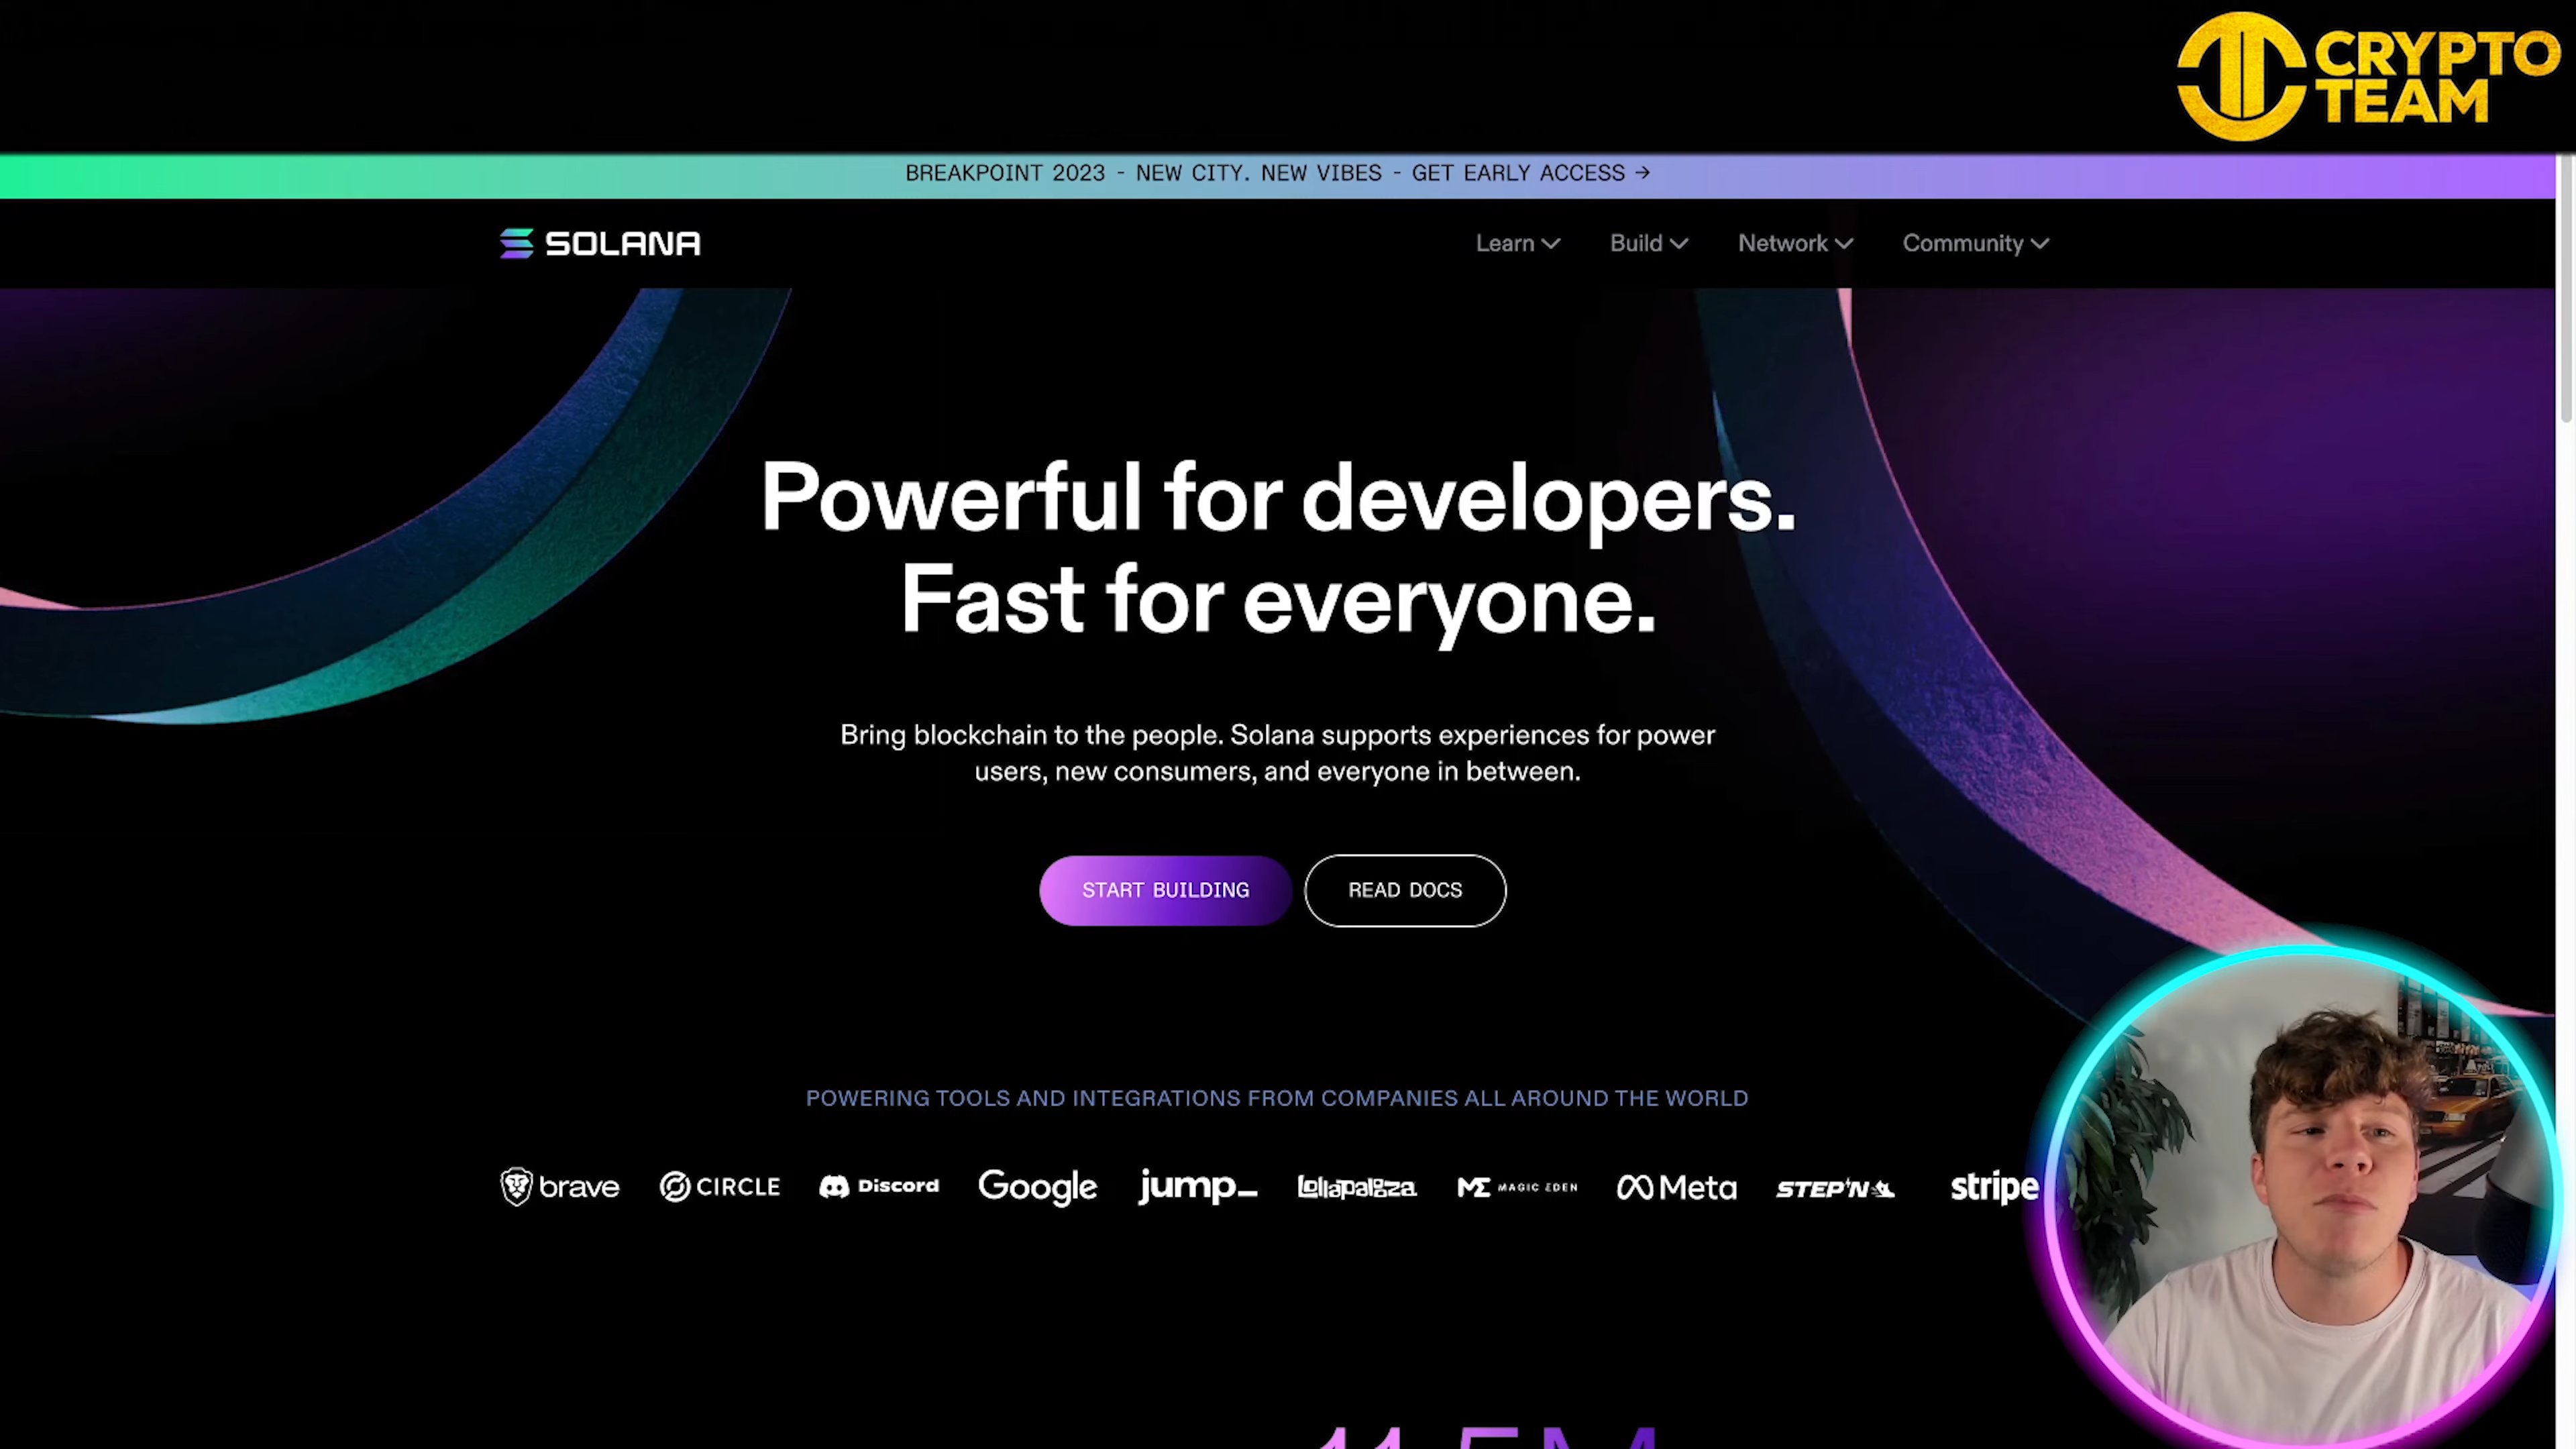 CRYPTO
TEAM
BREAKPOINT 2023 - NEW CITY. NEW VIBES - GET EARLY ACCESS →
SOLANA
Learn
Build
Network
Community
Powerful for developers.
Fast for everyone.
Bring blockchain to the people. Solana supports experiences for power
users, new consumers, and everyone in between.
START BUILDING
READ DOCS
POWERING TOOLS AND INTEGRATIONS FROM COMPANIES ALL AROUND THE WORLD
brave
CIRCLE
Discord
Google
jump_
Lollapalooza
ME MAGIC EDEN
Meta
STEP'N
stripe